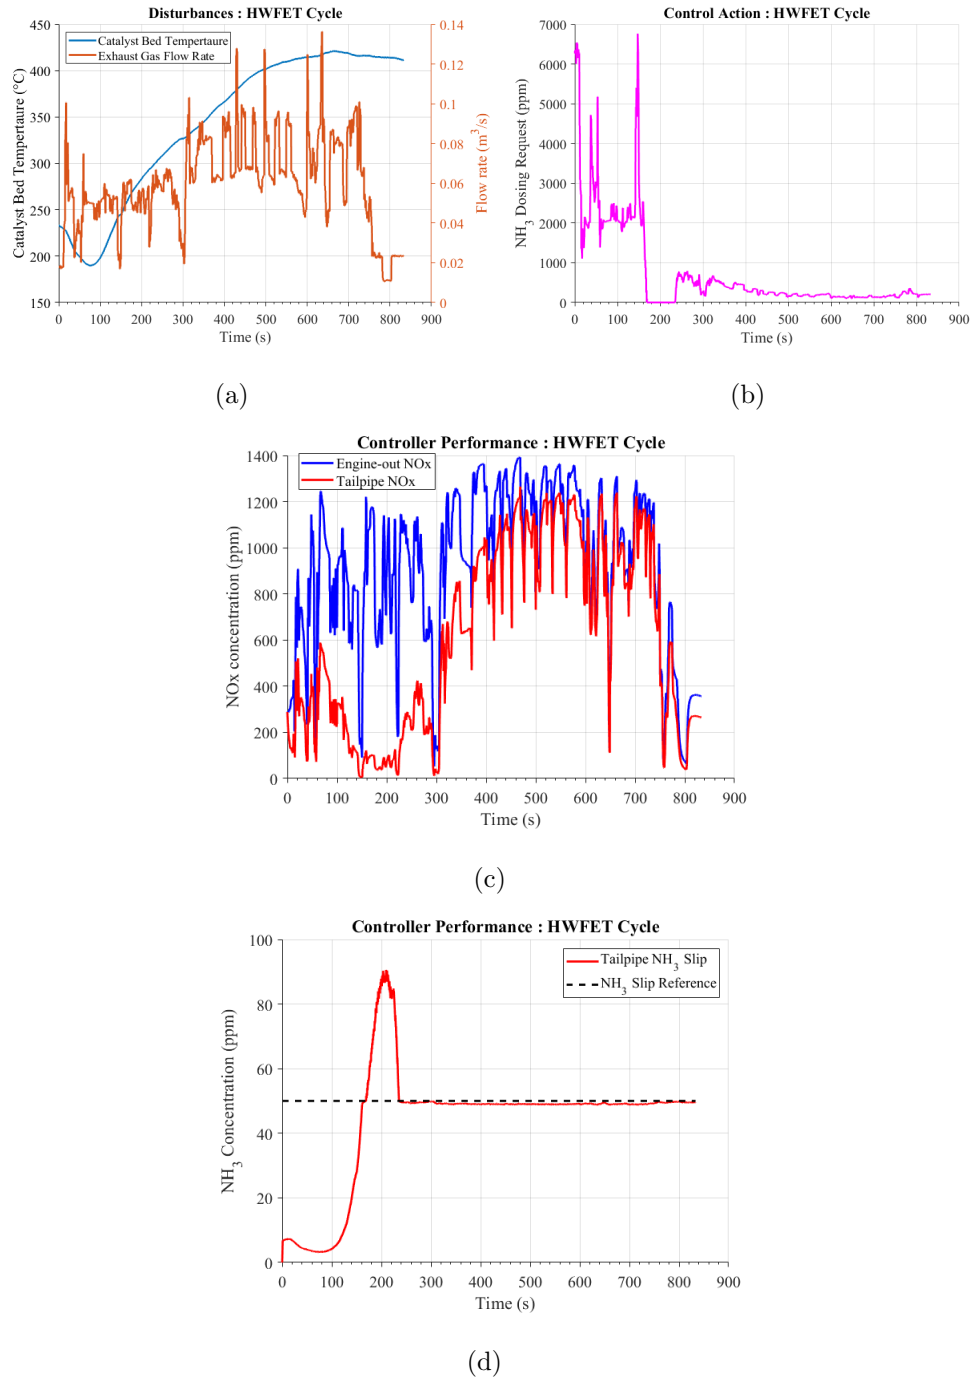 Disturbances : HWFET Cycle
Catalyst Bed Tempertaure
Exhaust Gas Flow Rate
Catalyst Bed Tempertaure (°C)
450
400
350
300
250
200
150
0.14
0.12
0.1
0.08
0.06
0.04
0.02
0
Flow rate (m³/s)
0 100 200 300 400 500 600 700 800 900
Time (s)
(a)
Control Action : HWFET Cycle
NH₃ Dosing Request (ppm)
7000
6000
5000
4000
3000
2000
1000
0
0 100 200 300 400 500 600 700 800 900
Time (s)
(b)
Controller Performance : HWFET Cycle
Engine-out NOx
Tailpipe NOx
NOx concentration (ppm)
1400
1200
1000
800
600
400
200
0
0 100 200 300 400 500 600 700 800 900
Time (s)
(c)
Controller Performance : HWFET Cycle
Tailpipe NH₃ Slip
NH₃ Slip Reference
NH₃ Concentration (ppm)
100
80
60
40
20
0
0 100 200 300 400 500 600 700 800 900
Time (s)
(d)